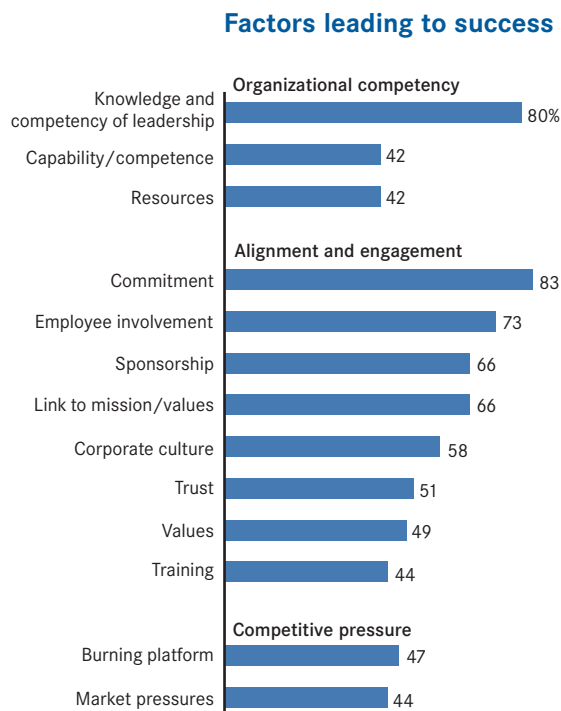 Factors leading to success
Organizational competency
Knowledge and
competency of leadership 80%
Capability/competence 42
Resources 42
Alignment and engagement
Commitment 83
Employee involvement 73
Sponsorship 66
Link to mission/values 66
Corporate culture 58
Trust 51
Values 49
Training 44
Competitive pressure
Burning platform 47
Market pressures 44